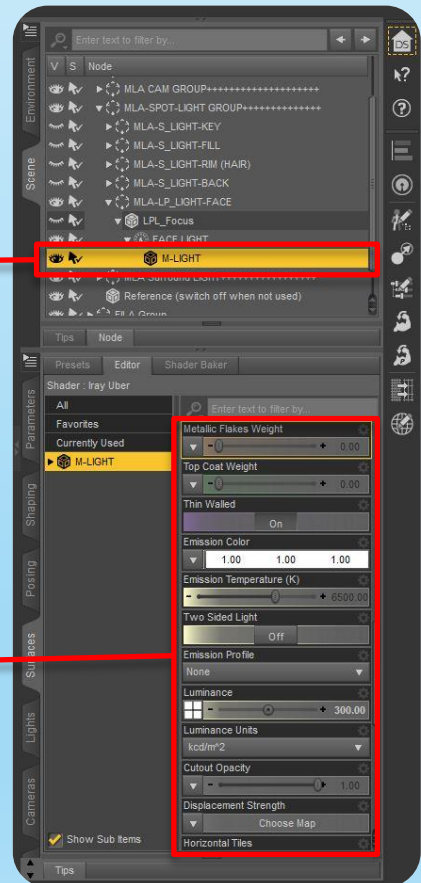 Enter text to filter by...
DS
V S Node
MLA CAM GROUP++++++++++++++++++++
MLA-SPOT-LIGHT GROUP++++++++++++++
MLA-S_LIGHT-KEY
MLA-S_LIGHT-FILL
MLA-S_LIGHT-RIM (HAIR)
MLA-S_LIGHT-BACK
MLA-LP_LIGHT-FACE
LPL_Focus
FACE LIGHT
M-LIGHT
MLA Surround LIGHT++++++++++++++++
Reference (switch off when not used)
Group
Environment
Scene
Tips Node
Presets Editor Shader Baker
Shader : Iray Uber
All
Favorites
Currently Used
M-LIGHT
Enter text to filter by...
Metallic Flakes Weight
- + 0.00
Top Coat Weight
- + 0.00
Thin Walled
On
Emission Color
1.00 1.00 1.00
Emission Temperature (K)
- + 6500.00
Two Sided Light
Off
Emission Profile
None
Luminance
- + 300.00
Luminance Units
kcd/m^2
Cutout Opacity
- + 1.00
Displacement Strength
Choose Map
Horizontal Tiles
Parameters
Shaping
Posing
Surfaces
Lights
Cameras
Show Sub Items
Tips